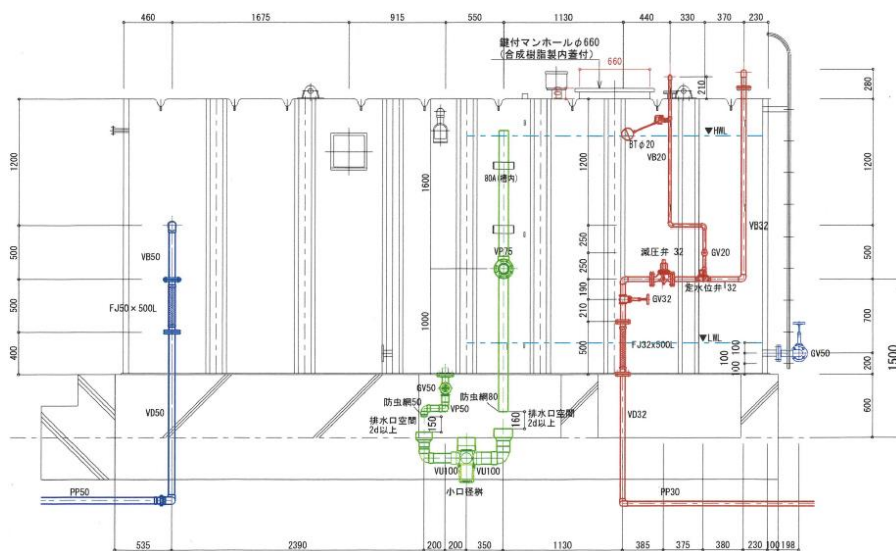 460
1675
915
550
1130
440
330
370
230
鍵付マンホールφ660
(合成樹脂製内蓋付)
660
210
280
1200
1200
1600
80A(槽内)
1200
BTφ20
HWL
VB20
1200
1200
VB50
500
500
VP75
250
250
190
210
減圧弁 32
GV20
VB32
定水位弁 32
GV32
500
FJ50×500L
500
400
1000
500
FJ32x500L
LWL
100
100
100
700
200
GV50
1500
600
VD50
GV50
防虫網50
VP50
防虫網80
排水口空間
2d以上
150
160
排水口空間
2d以上
VD32
VU100
VU100
小口径桝
PP50
PP30
535
2390
200
200
350
1130
385
375
380
230
100
198